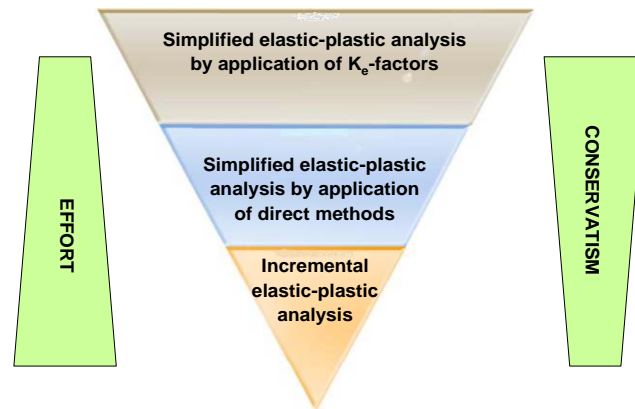 Simplified elastic-plastic analysis
by application of Ke-factors
Simplified elastic-plastic
analysis by application
of direct methods
Incremental
elastic-plastic
analysis
EFFORT
CONSERVATISM